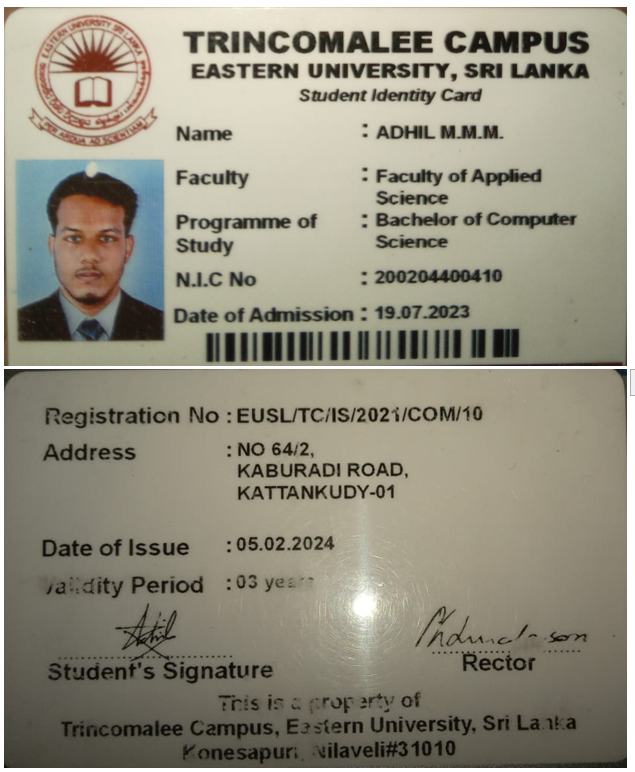 EASTERN UNIVERSITY SRI LANKA
PER ARDUA AD SCIENTIAM
TRINCOMALEE CAMPUS
EASTERN UNIVERSITY, SRI LANKA
Student Identity Card
Name : ADHIL M.M.M.
Faculty : Faculty of Applied
Science
Programme of : Bachelor of Computer
Study Science
N.I.C No : 200204400410
Date of Admission : 19.07.2023
Registration No : EUSL/TC/IS/2021/COM/10
Address : NO 64/2,
KABURADI ROAD,
KATTANKUDY-01
Date of Issue : 05.02.2024
Validity Period : 03 years
Adhil
Student's Signature
Rector
This is a property of
Trincomalee Campus, Eastern University, Sri Lanka
Konesapuri, Nilaveli#31010